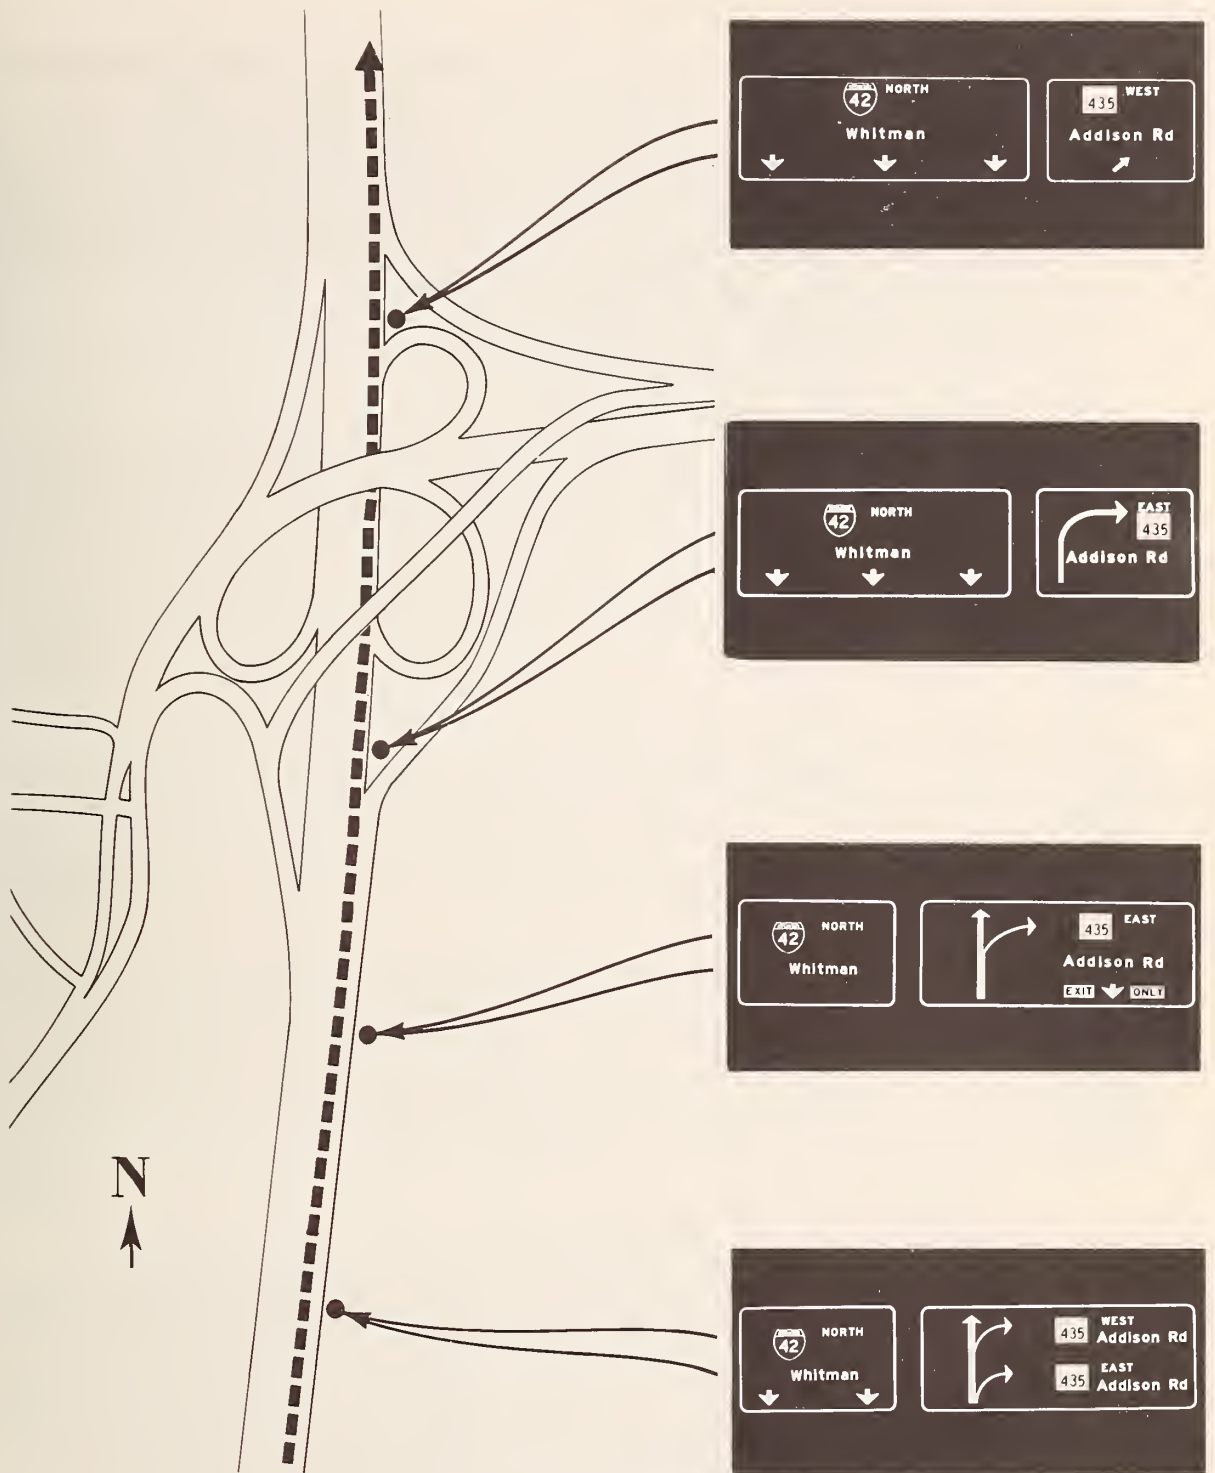 42 NORTH
Whitman
435 WEST
Addison Rd
42 NORTH
Whitman
EAST
435
Addison Rd
42 NORTH
Whitman
435 EAST
Addison Rd
EXIT ONLY
N
42 NORTH
Whitman
435 WEST
Addison Rd
435 EAST
Addison Rd